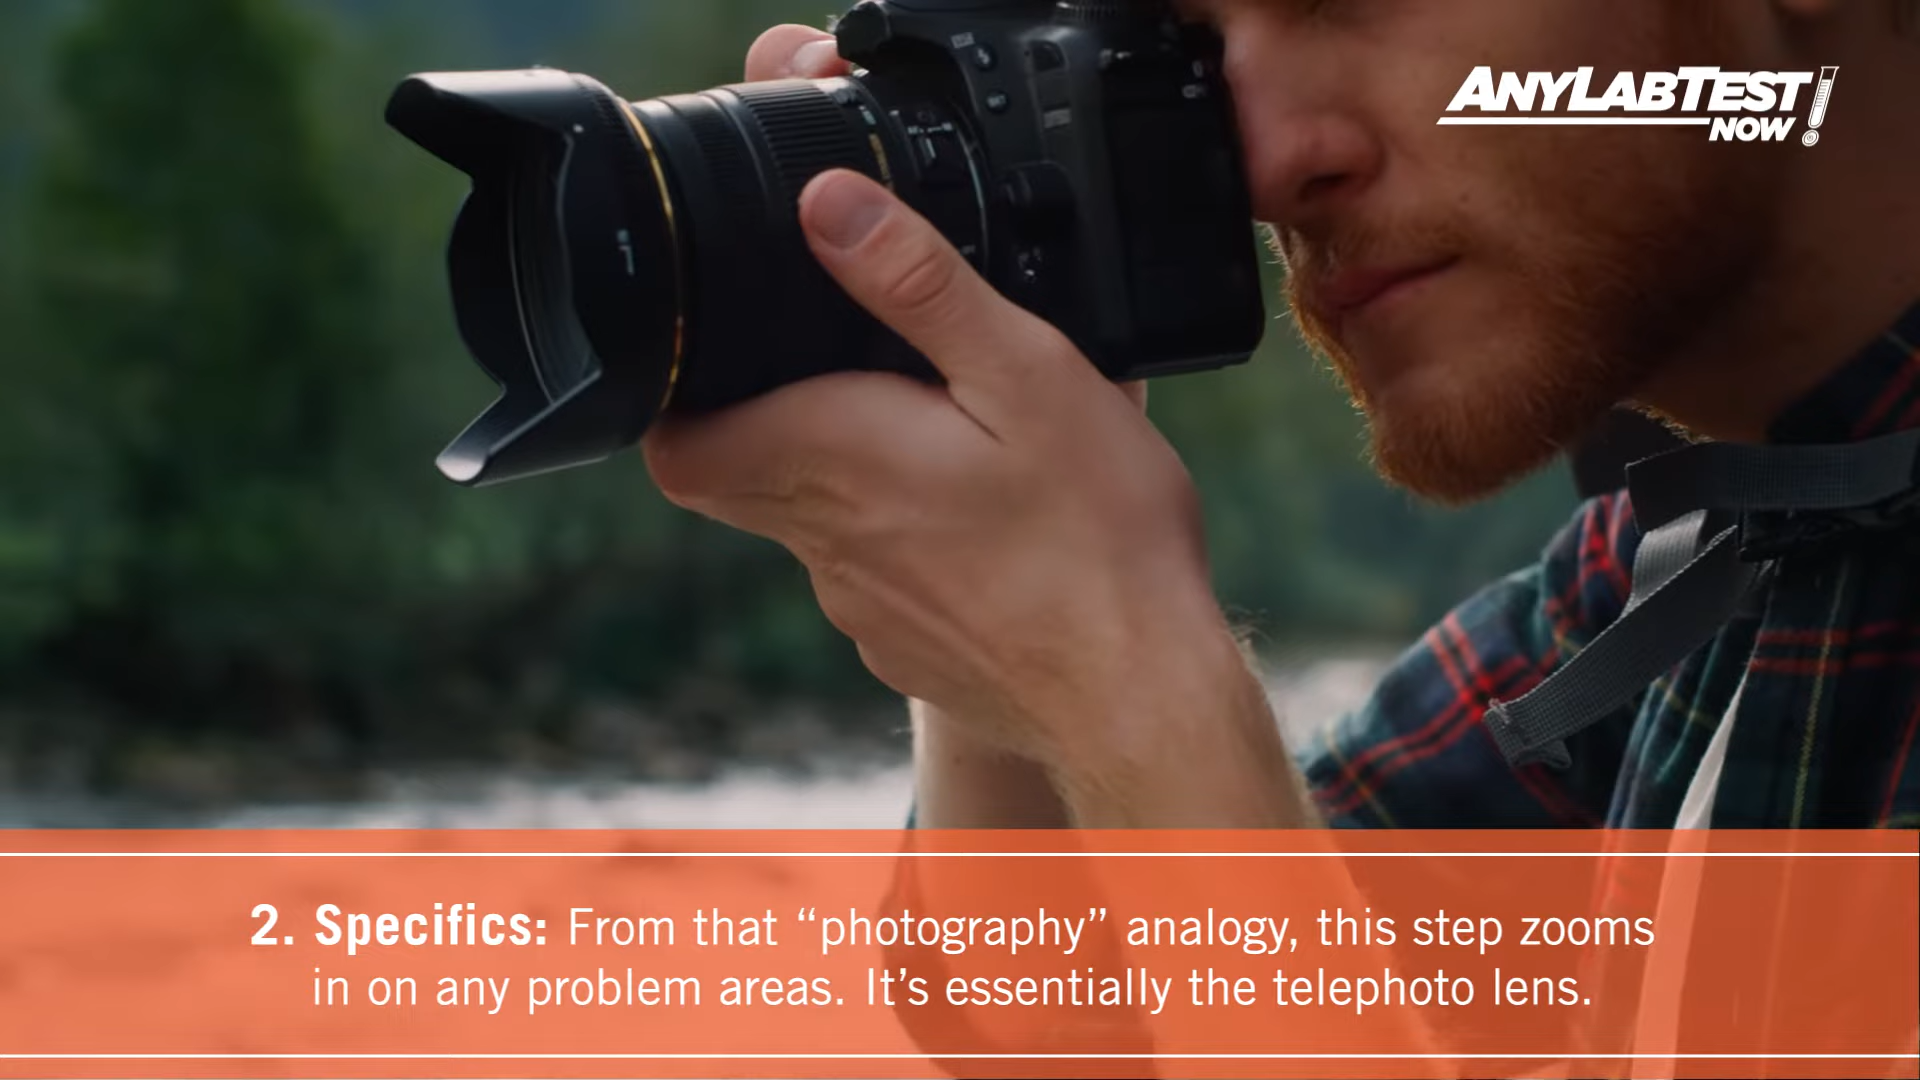 ANYLABTEST
NOW
2. Specifics: From that “photography” analogy, this step zooms
in on any problem areas. It’s essentially the telephoto lens.